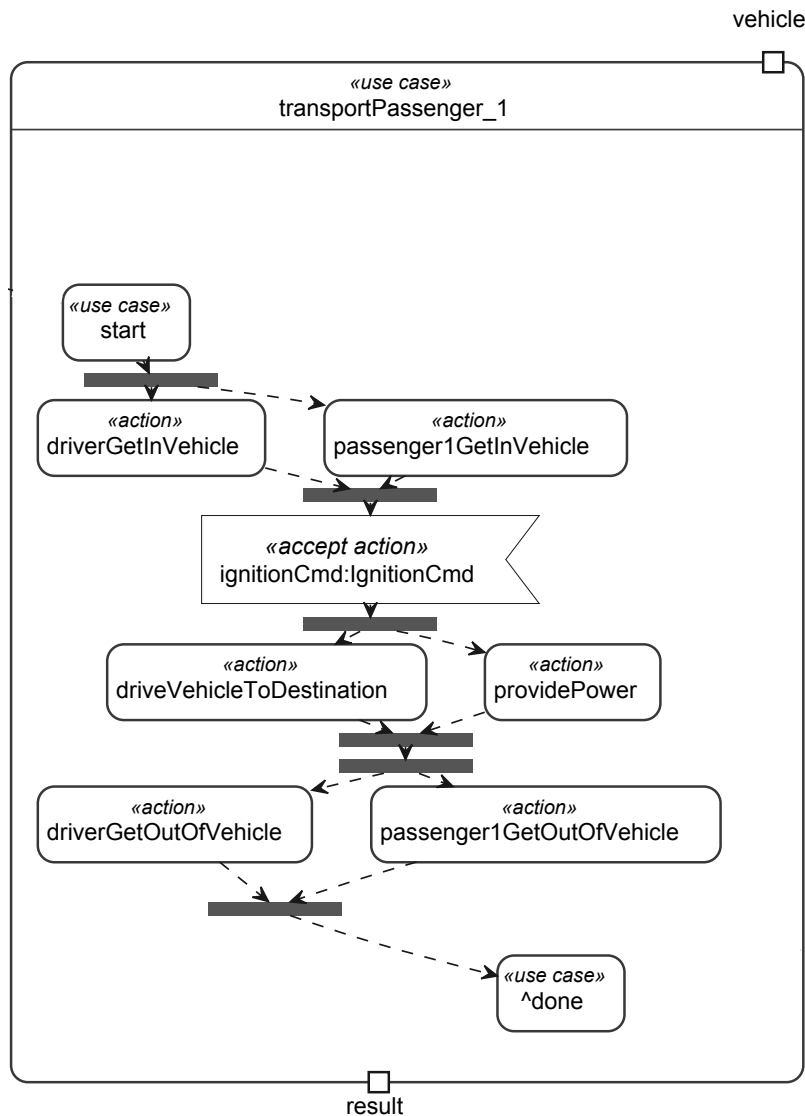 vehicle
«use case»
transportPassenger_1
«use case»
start
«action»
driverGetInVehicle
«action»
passenger1GetInVehicle
«accept action»
ignitionCmd:IgnitionCmd
«action»
driveVehicleToDestination
«action»
providePower
«action»
driverGetOutOfVehicle
«action»
passenger1GetOutOfVehicle
«use case»
^done
result